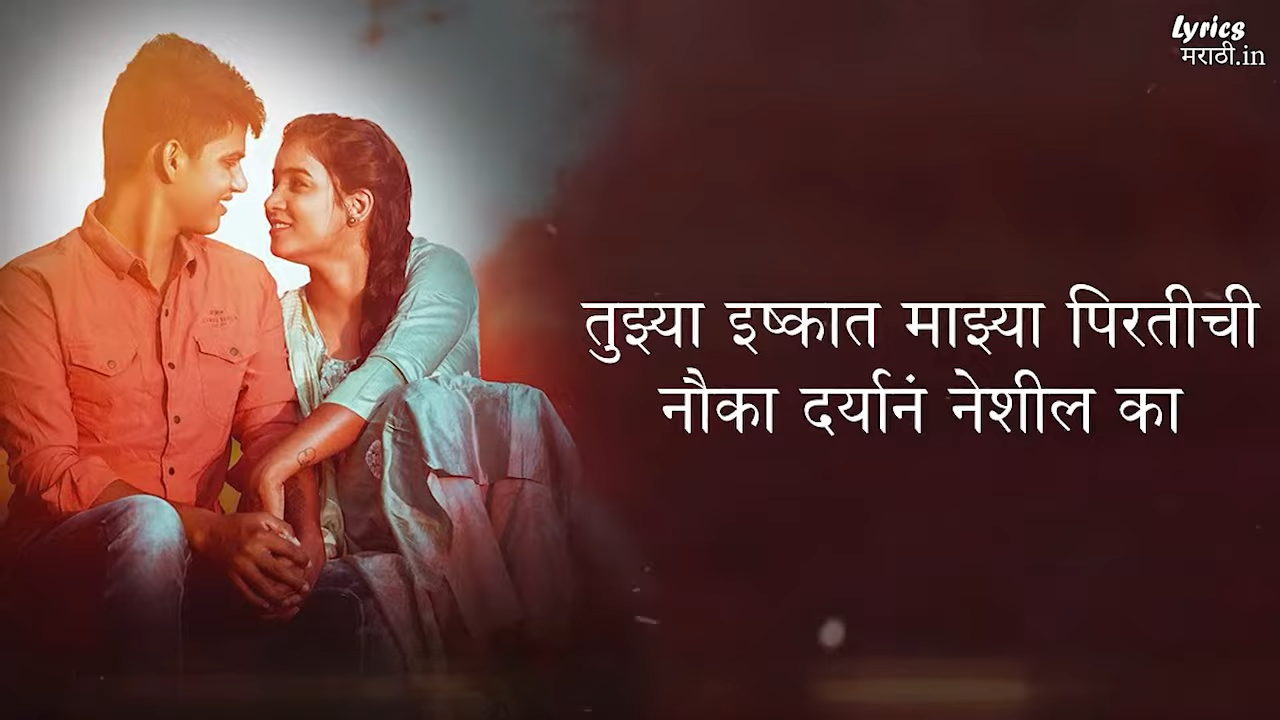 Lyrics
मराठी.in
तुझ्या इष्कात माझ्या पिरतीची
नौका दर्यानं नेशील का